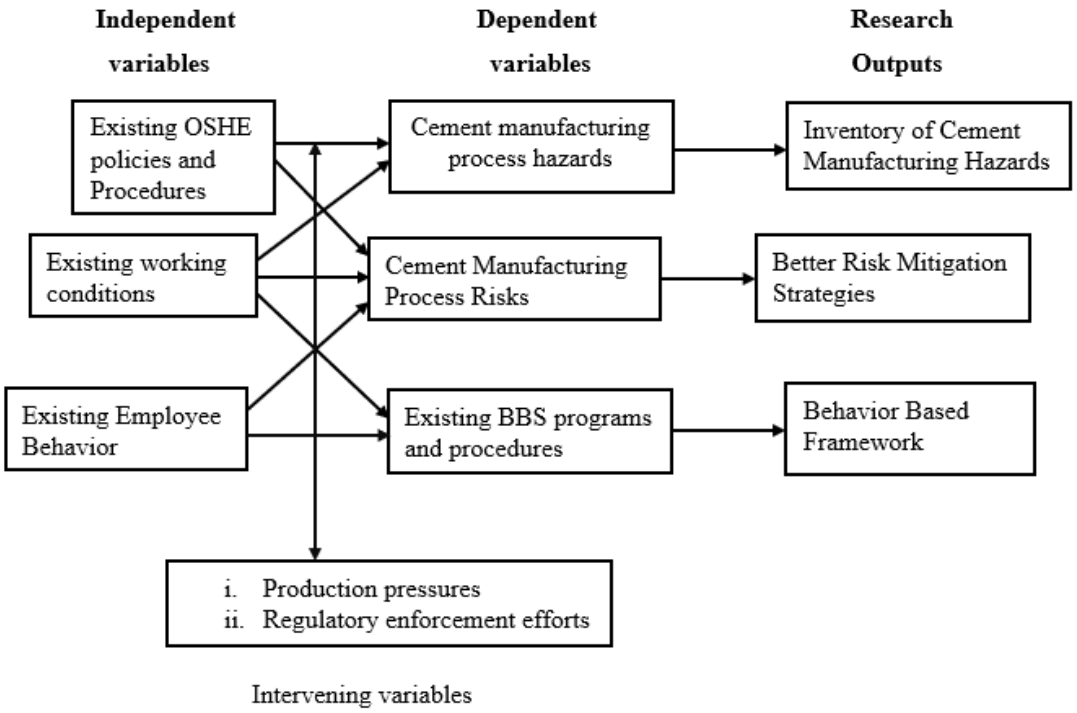 Independent
variables
Dependent
variables
Research
Outputs
Existing OSHE
policies and
Procedures
Cement manufacturing
process hazards
Inventory of Cement
Manufacturing Hazards
Existing working
conditions
Cement Manufacturing
Process Risks
Better Risk Mitigation
Strategies
Existing Employee
Behavior
Existing BBS programs
and procedures
Behavior Based
Framework
i. Production pressures
ii. Regulatory enforcement efforts
Intervening variables